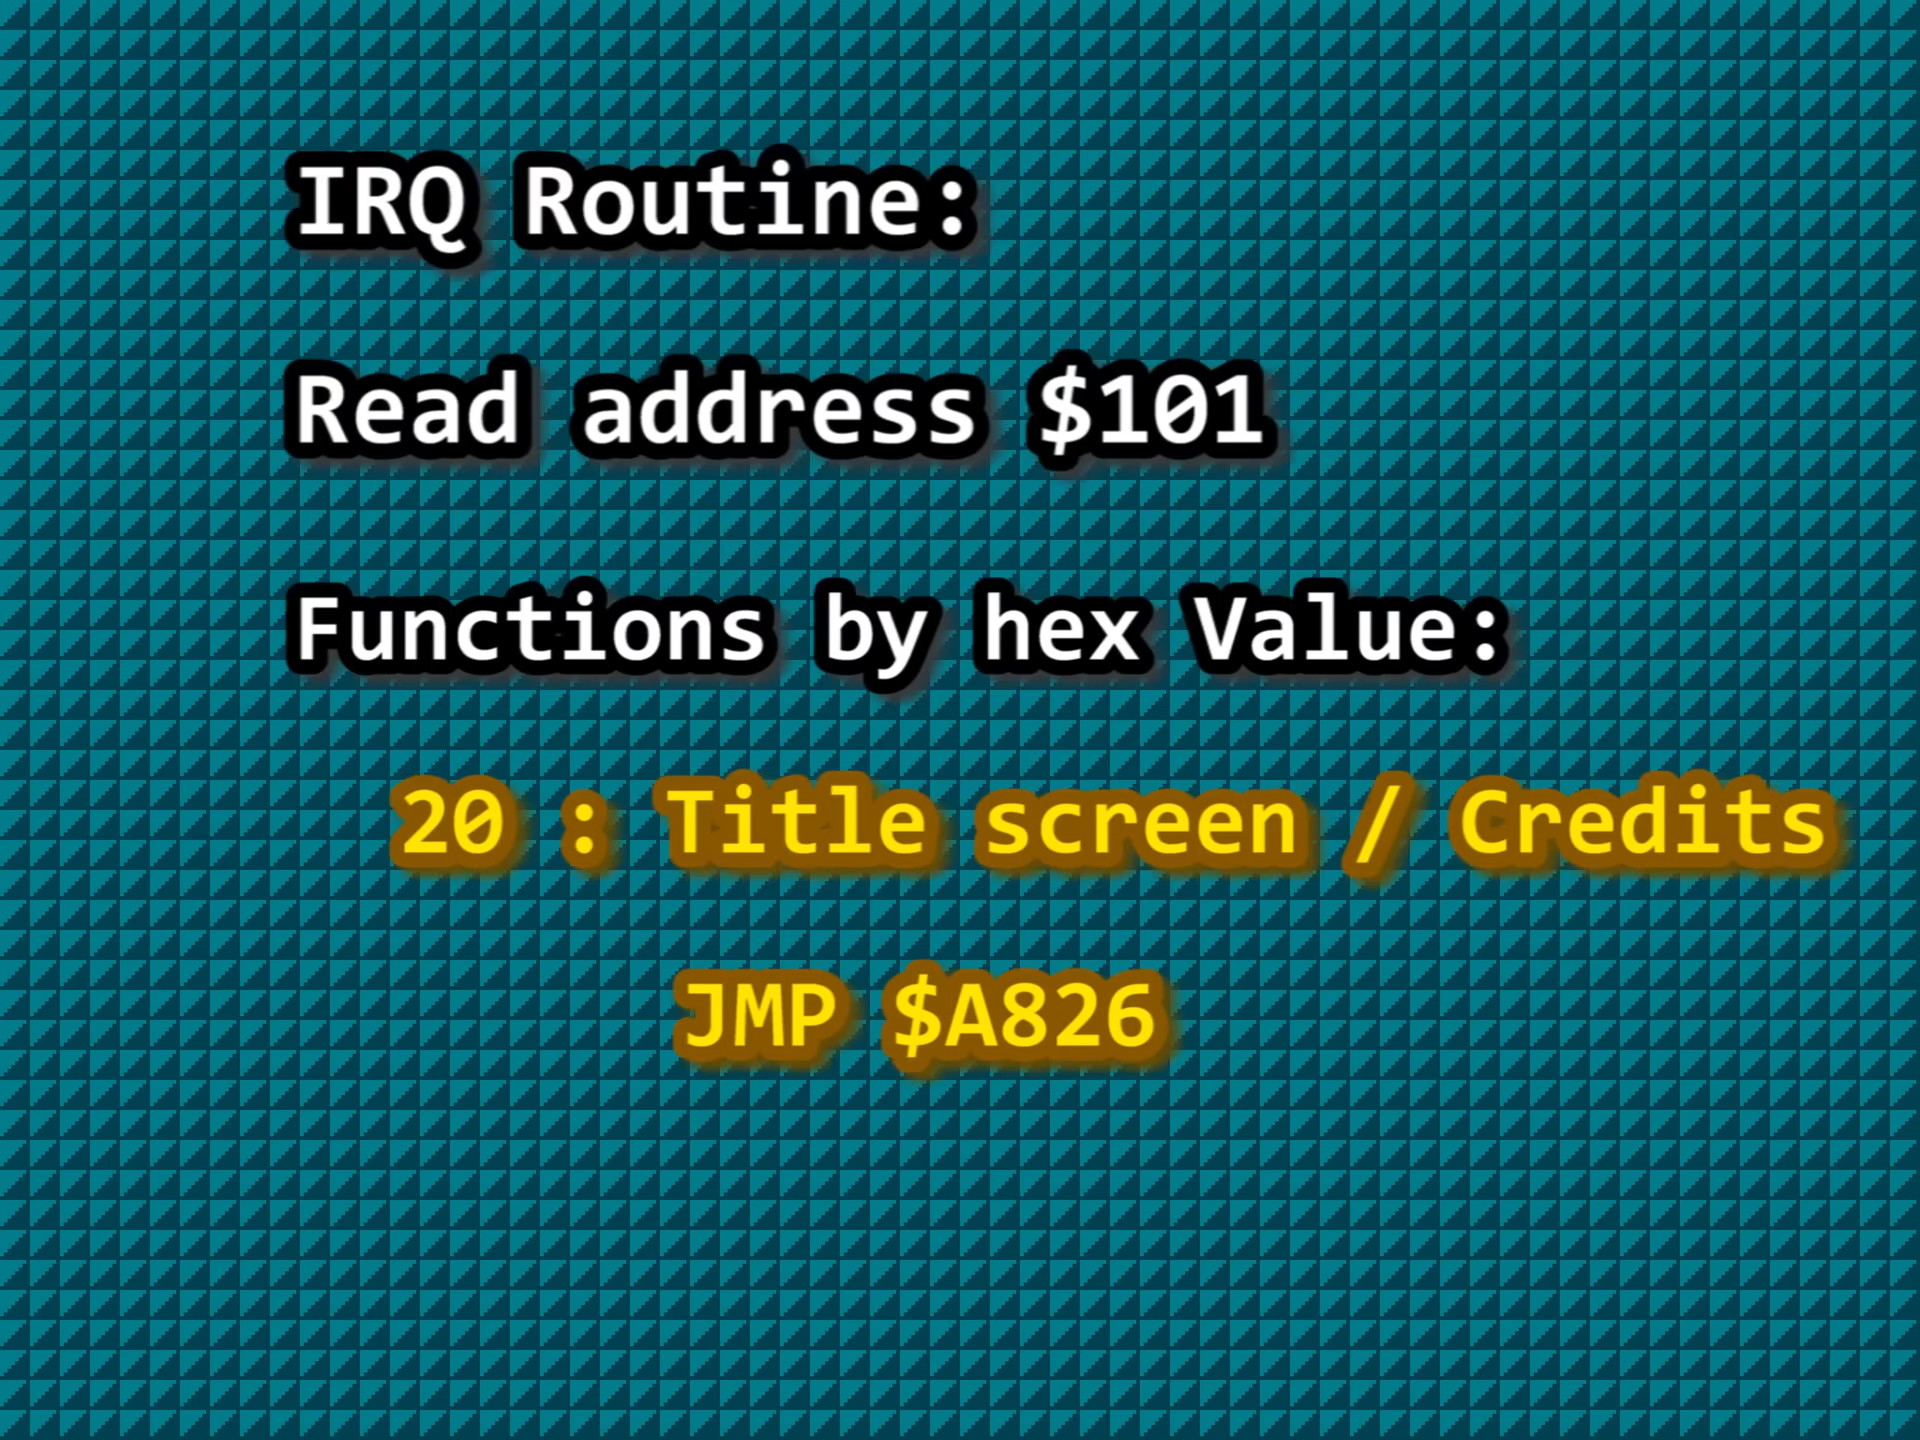 IRQ Routine:
Read address $101
Functions by hex Value:
20 : Title screen / Credits
JMP $A826